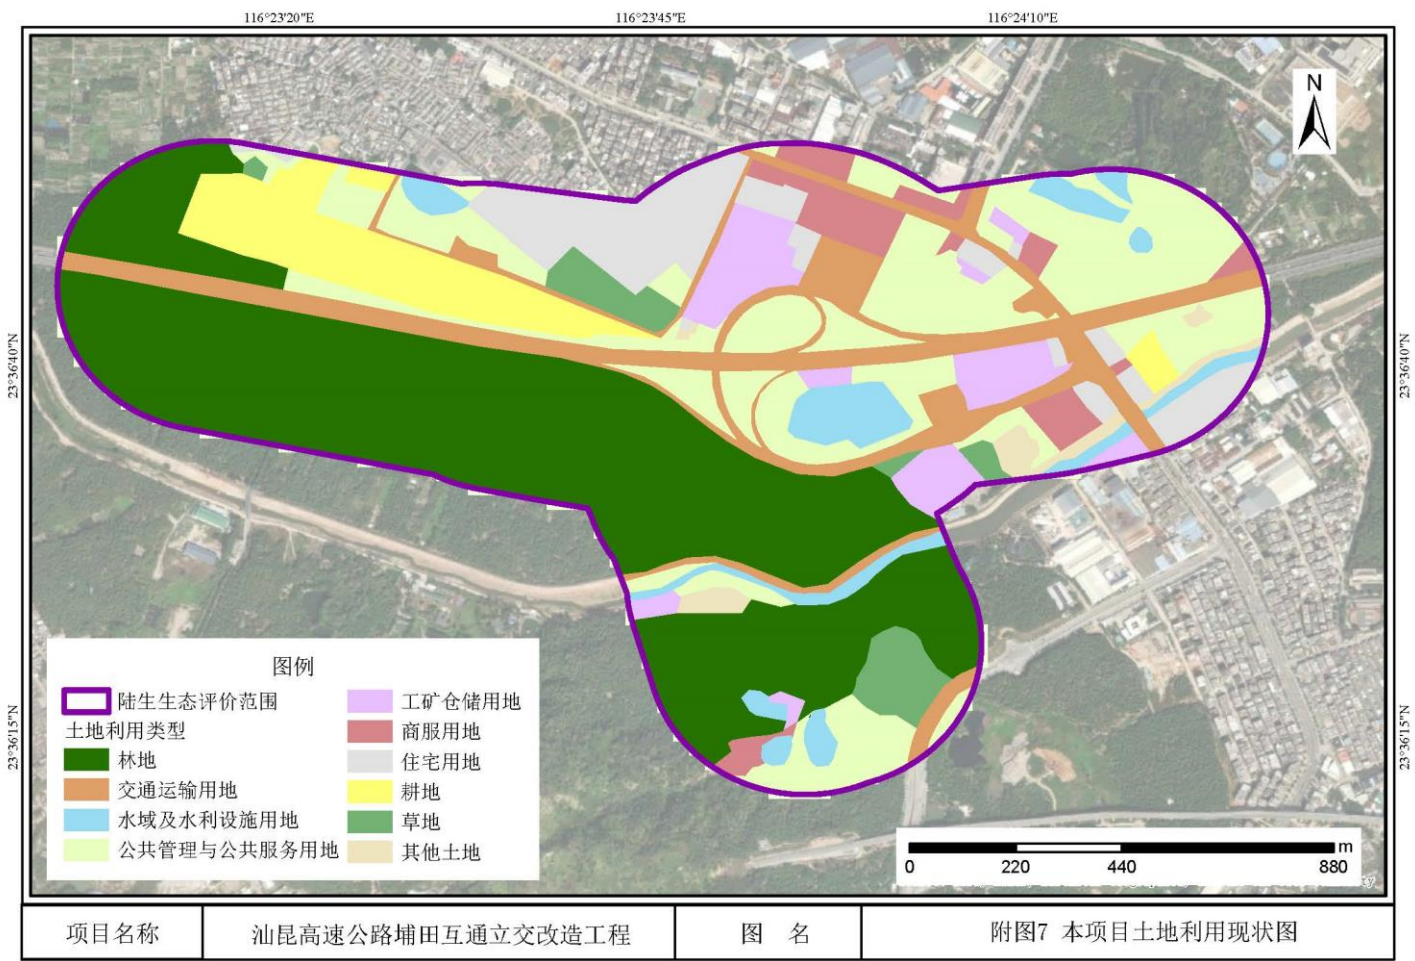 116°23'20"E
116°23'45"E
116°24'10"E
N
23°36'40"N
23°36'40"N
23°36'15"N
23°36'15"N
图例
陆生生态评价范围
土地利用类型
林地
交通运输用地
水域及水利设施用地
公共管理与公共服务用地
工矿仓储用地
商服用地
住宅用地
耕地
草地
其他土地
0 220 440 880 m
项目名称 汕昆高速公路埔田互通立交改造工程 图 名 附图7 本项目土地利用现状图